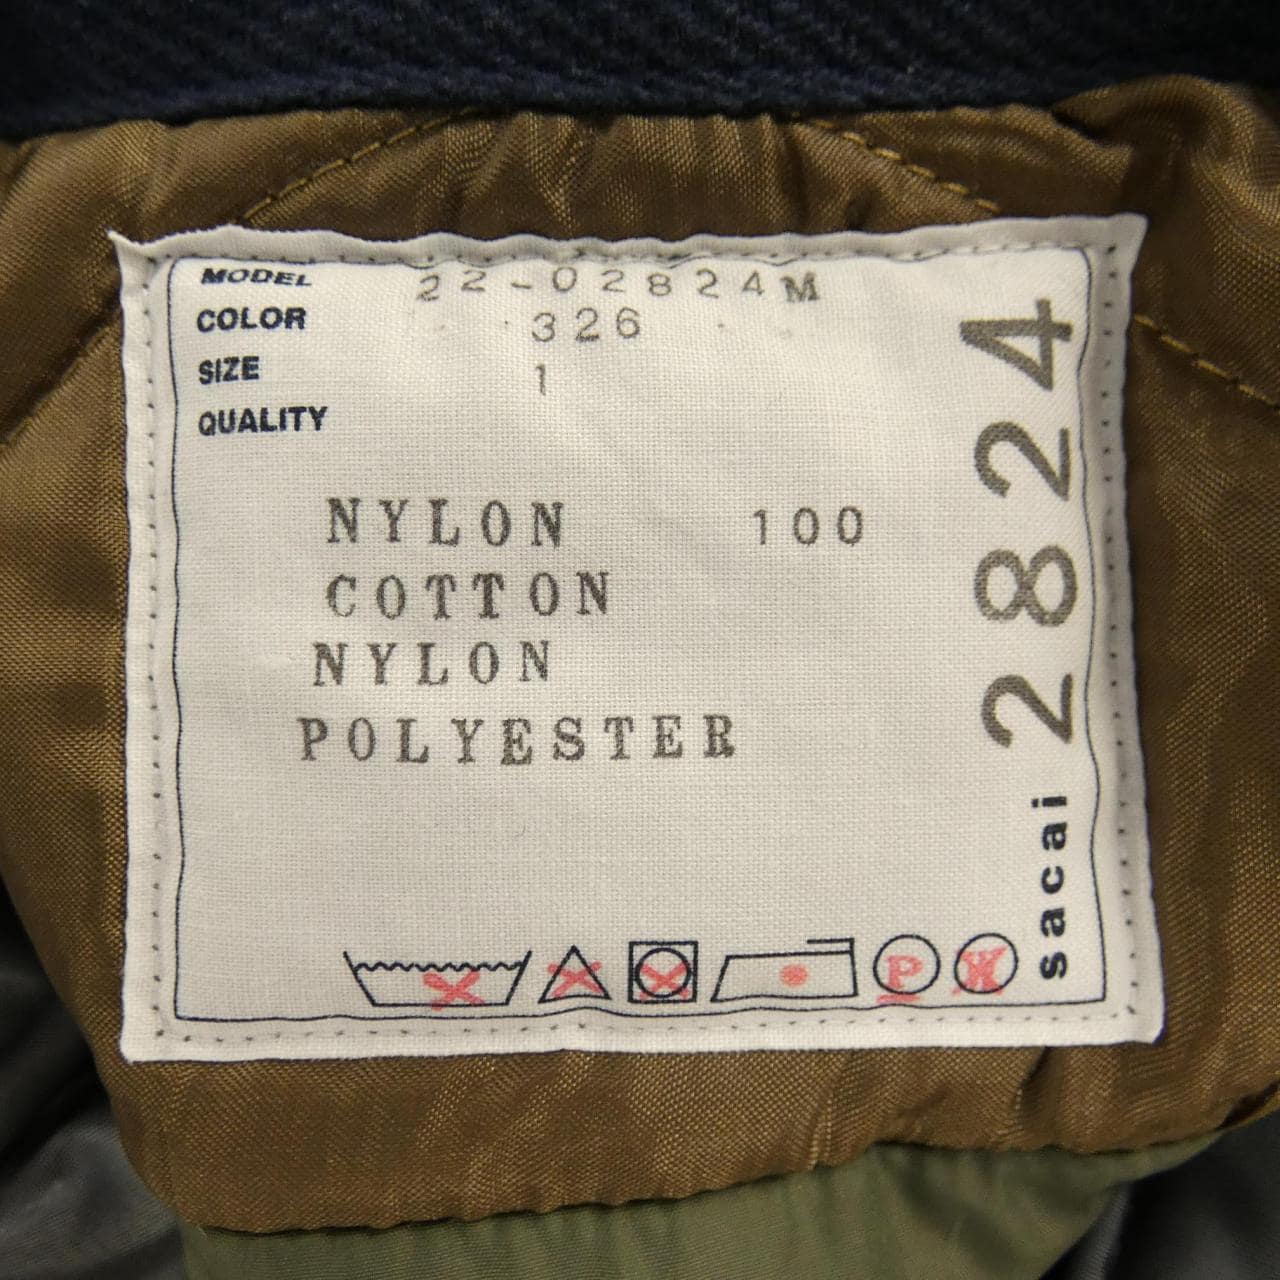 MODEL 22-02824M
COLOR 326
SIZE 1
QUALITY
NYLON 100
COTTON
NYLON
POLYESTER
P
W
sacai 2824